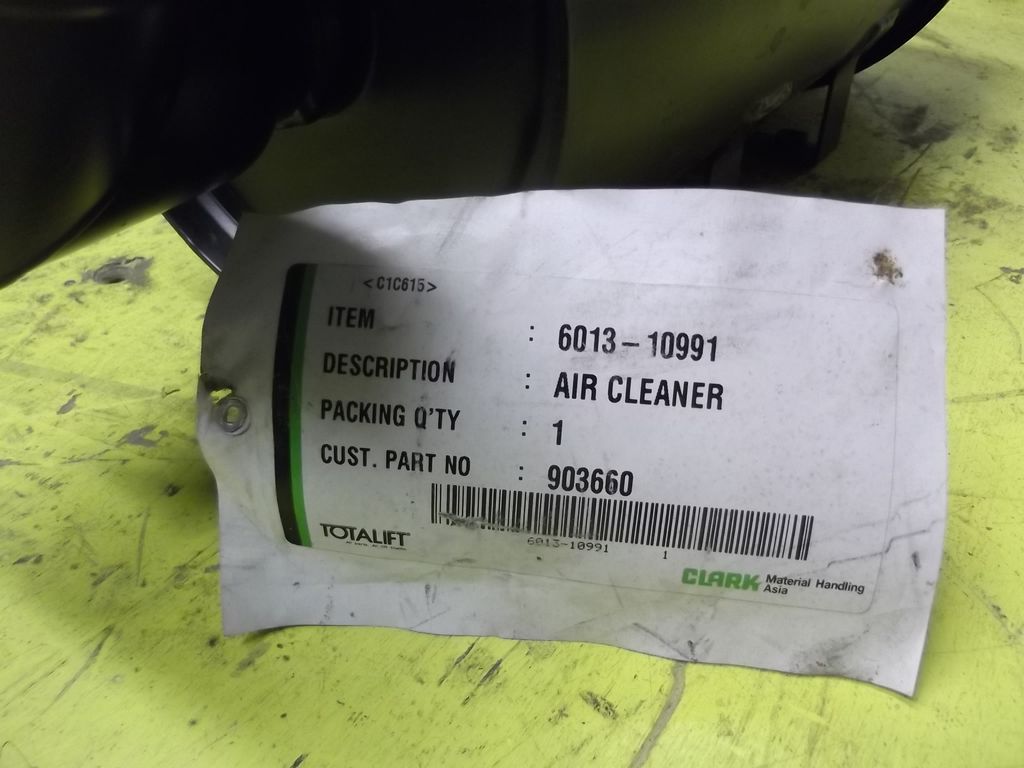 <C1C615>
ITEM : 6013-10991
DESCRIPTION : AIR CLEANER
PACKING Q'TY : 1
CUST. PART NO : 903660
6013-10991 1
TOTALIFT®
CLARK Material Handling
Asia